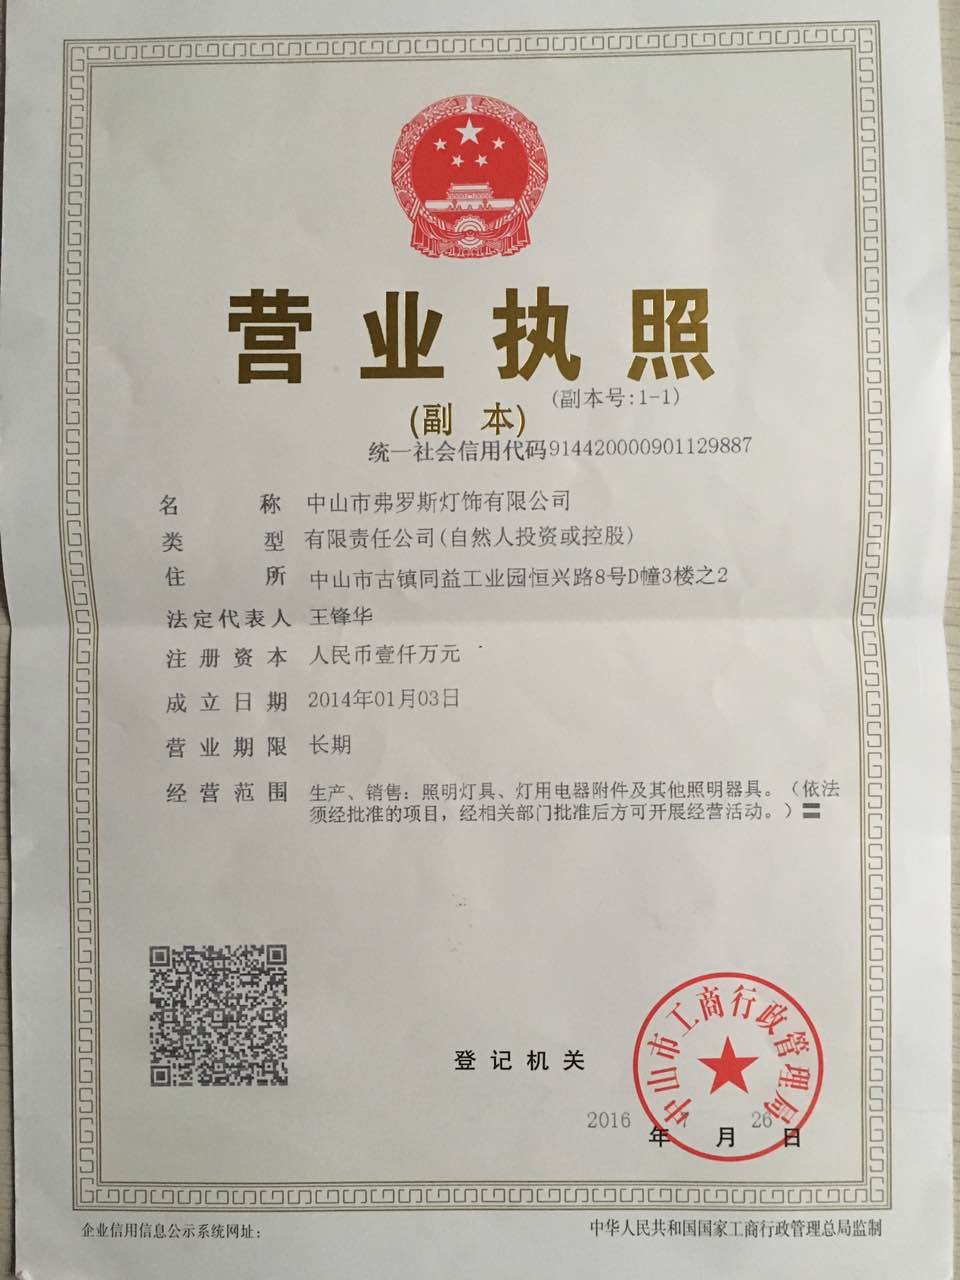 营业执照
(副 本)
(副本号:1-1)
统一社会信用代码914420000901129887
名 称 中山市弗罗斯灯饰有限公司
类 型 有限责任公司(自然人投资或控股)
住 所 中山市古镇同益工业园恒兴路8号D幢3楼之2
法定代表人 王锋华
注册资本 人民币壹仟万元
成立日期 2014年01月03日
营业期限 长期
经营范围 生产、销售：照明灯具、灯用电器附件及其他照明器具。（依法
须经批准的项目，经相关部门批准后方可开展经营活动。）〓
登记机关
中山市工商行政管理局
2016 年 7 月 26 日
企业信用信息公示系统网址：
中华人民共和国国家工商行政管理总局监制